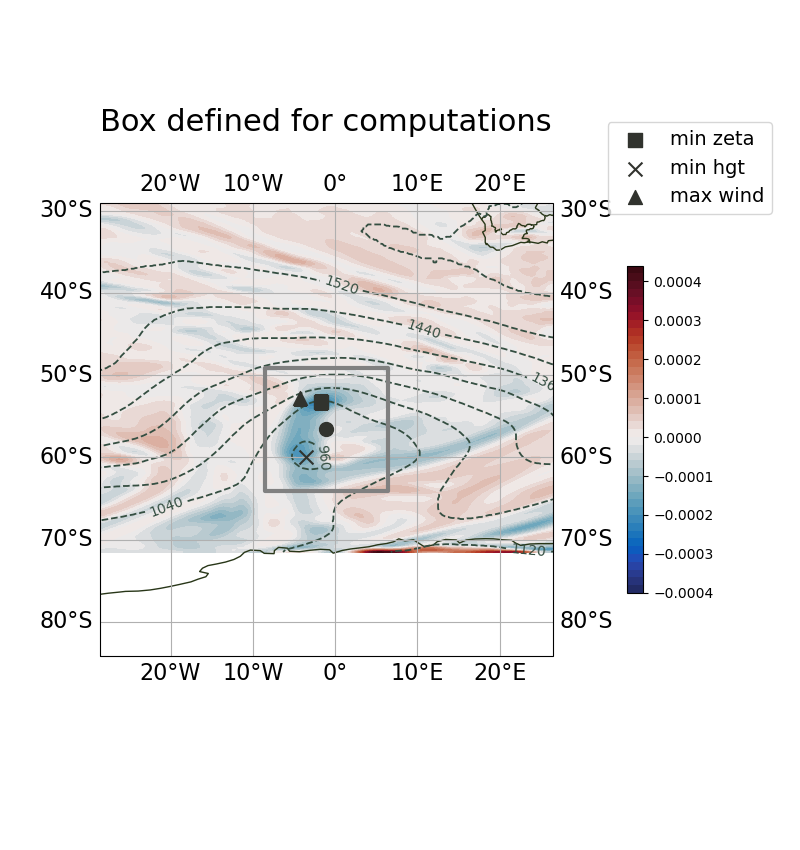 Box defined for computations
min zeta
min hgt
max wind
20°W 10°W 0° 10°E 20°E
30°S 30°S
40°S 40°S
50°S 50°S
60°S 60°S
70°S 70°S
80°S 80°S
20°W 10°W 0° 10°E 20°E
1520
1440
136
960
1040
1120
0.0004
0.0003
0.0002
0.0001
0.0000
−0.0001
−0.0002
−0.0003
−0.0004